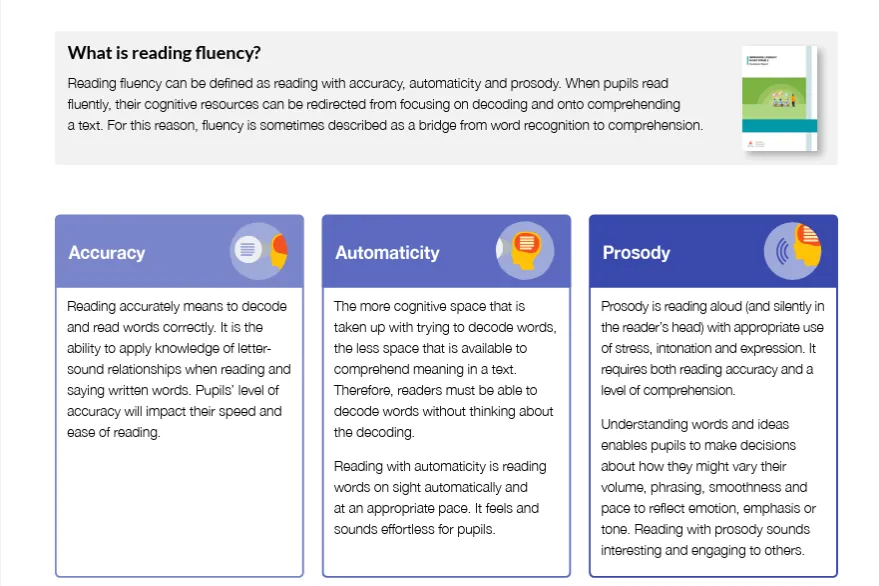 What is reading fluency?
Reading fluency can be defined as reading with accuracy, automaticity and prosody. When pupils read
fluently, their cognitive resources can be redirected from focusing on decoding and onto comprehending
a text. For this reason, fluency is sometimes described as a bridge from word recognition to comprehension.
Accuracy
Reading accurately means to decode
and read words correctly. It is the
ability to apply knowledge of letter-
sound relationships when reading and
saying written words. Pupils’ level of
accuracy will impact their speed and
ease of reading.
Automaticity
The more cognitive space that is
taken up with trying to decode words,
the less space that is available to
comprehend meaning in a text.
Therefore, readers must be able to
decode words without thinking about
the decoding.
Reading with automaticity is reading
words on sight automatically and
at an appropriate pace. It feels and
sounds effortless for pupils.
Prosody
Prosody is reading aloud (and silently in
the reader’s head) with appropriate use
of stress, intonation and expression. It
requires both reading accuracy and a
level of comprehension.
Understanding words and ideas
enables pupils to make decisions
about how they might vary their
volume, phrasing, smoothness and
pace to reflect emotion, emphasis or
tone. Reading with prosody sounds
interesting and engaging to others.